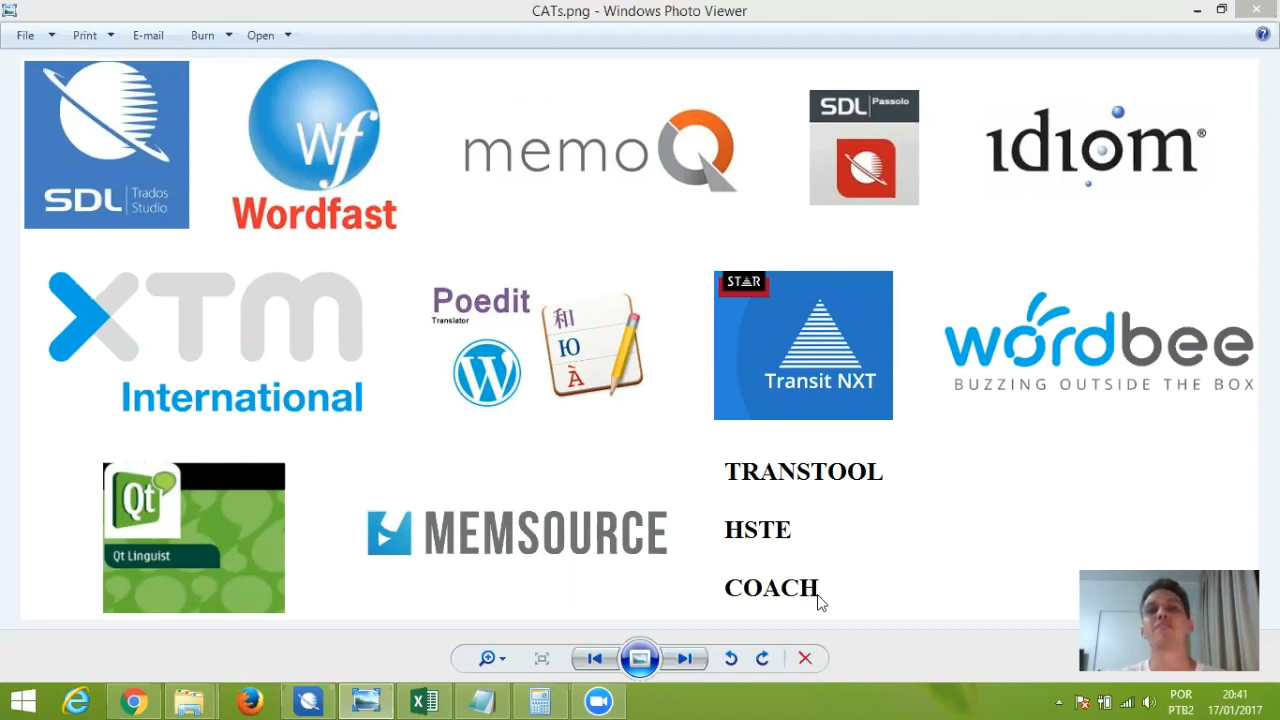 CATs.png - Windows Photo Viewer
File Print E-mail Burn Open
SDL Trados Studio
Wf
Wordfast
memoQ
SDL Passolo
idiom®
XTM
International
Poedit
Translator
W
和
Ю
À
STAR
Transit NXT
wordbee
BUZZING OUTSIDE THE BOX
Qt
Qt Linguist
MEMSOURCE
TRANSTOOL
HSTE
COACH
POR
PTB2
20:41
17/01/2017